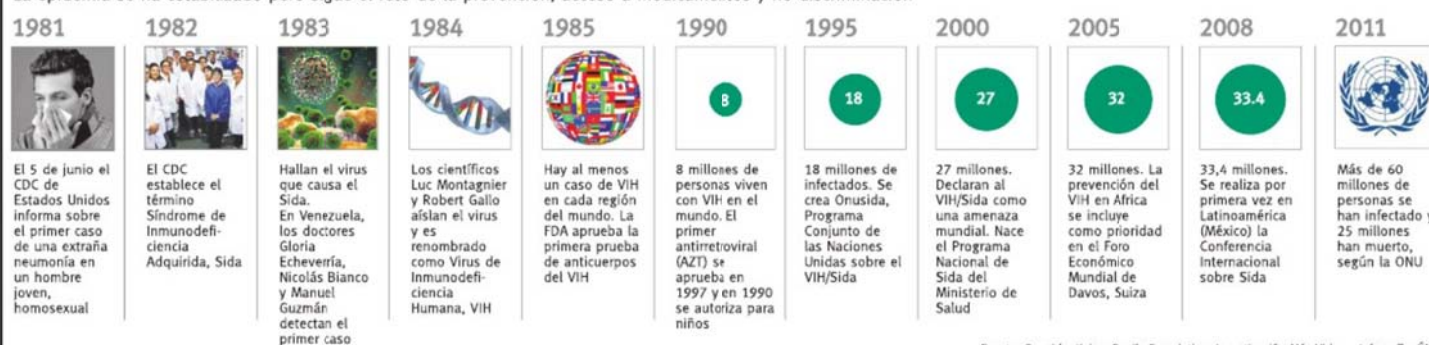 1981
El 5 de junio el
CDC de
Estados Unidos
informa sobre
el primer caso
de una extraña
neumonía en
un hombre
joven,
homosexual
1982
El CDC
establece el
término
Síndrome de
Inmunodefi-
ciencia
Adquirida, Sida
1983
Hallan el virus
que causa el
Sida.
En Venezuela,
los doctores
Gloria
Echeverría,
Nicolás Bianco
y Manuel
Guzmán
detectan el
primer caso
1984
Los científicos
Luc Montagnier
y Robert Gallo
aíslan el virus
y es
renombrado
como Virus de
Inmunodefi-
ciencia
Humana, VIH
1985
Hay al menos
un caso de VIH
en cada región
del mundo. La
FDA aprueba la
primera prueba
de anticuerpos
del VIH
1990
8
8 millones de
personas viven
con VIH en el
mundo. El
primer
antirretroviral
(AZT) se
aprueba en
1997 y en 1990
se autoriza para
niños
1995
18
18 millones de
infectados. Se
crea Onusida,
Programa
Conjunto de
las Naciones
Unidas sobre el
VIH/Sida
2000
27
27 millones.
Declaran al
VIH/Sida como
una amenaza
mundial. Nace
el Programa
Nacional de
Sida del
Ministerio de
Salud
2005
32
32 millones. La
prevención del
VIH en Africa
se incluye
como prioridad
en el Foro
Económico
Mundial de
Davos, Suiza
2008
33.4
33,4 millones.
Se realiza por
primera vez en
Latinoamérica
(México) la
Conferencia
Internacional
sobre Sida
2011
Más de 60
millones de
personas se
han infectado y
25 millones
han muerto,
según la ONU